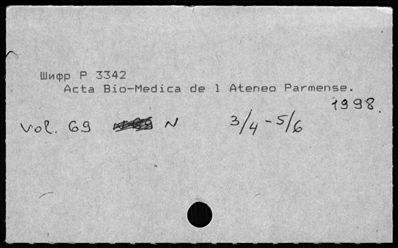 Шифр Р 3342
Acta Bio-Medica de l Ateneo Parmense.
1998.
vol. 69 N 3/4-5/6